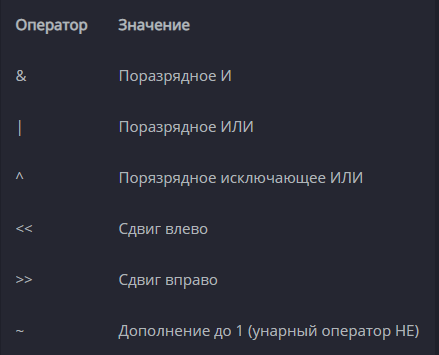 Оператор Значение
& Поразрядное И
| Поразрядное ИЛИ
^ Порязрядное исключающее ИЛИ
<< Сдвиг влево
>> Сдвиг вправо
~ Дополнение до 1 (унарный оператор НЕ)